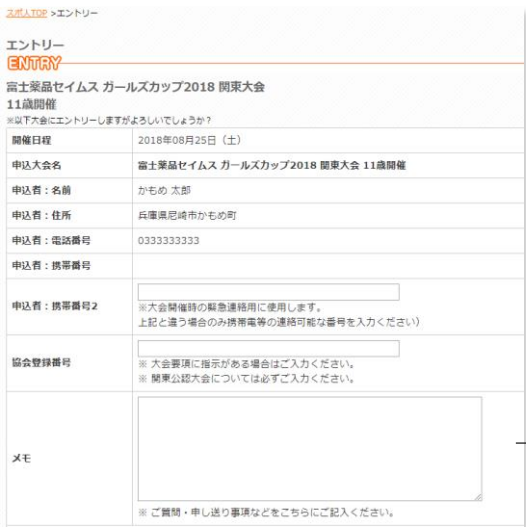 スポ人TOP >エントリー
エントリー
ENTRY
富士薬品セイムス ガールズカップ2018 関東大会
11歳開催
※以下大会にエントリーしますがよろしいでしょうか？
開催日程 2018年08月25日（土）
申込大会名 富士薬品セイムス ガールズカップ2018 関東大会 11歳開催
申込者：名前 かもめ 太郎
申込者：住所 兵庫県尼崎市かもめ町
申込者：電話番号 0333333333
申込者：携帯番号
申込者：携帯番号2
※大会開催時の緊急連絡用に使用します。
上記と違う場合のみ携帯電等の連絡可能な番号を入力ください）
協会登録番号
※ 大会要項に指示がある場合はご入力ください。
※ 関東公認大会については必ずご入力ください。
メモ
※ ご質問・申し送り事項などをこちらにご記入ください。